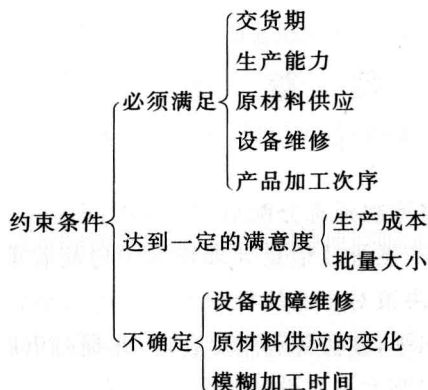 约束条件
必须满足
交货期
生产能力
原材料供应
设备维修
产品加工次序
达到一定的满意度
生产成本
批量大小
不确定
设备故障维修
原材料供应的变化
模糊加工时间